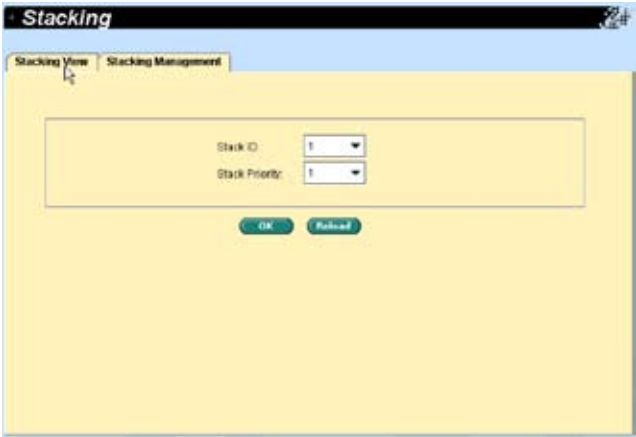 Stacking
Stacking View Stacking Management
Stack ID 1
Stack Priority: 1
OK Reload